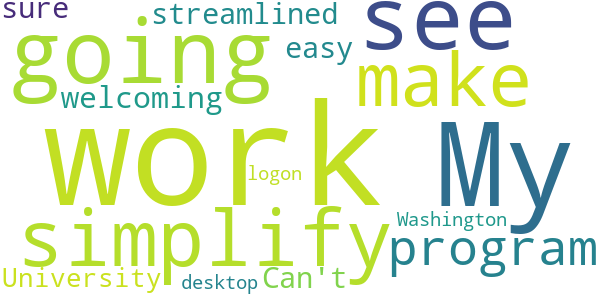 sure
streamlined
see
going
easy
make
welcoming
work
My
logon
simplify
Washington
program
University
desktop
Can't